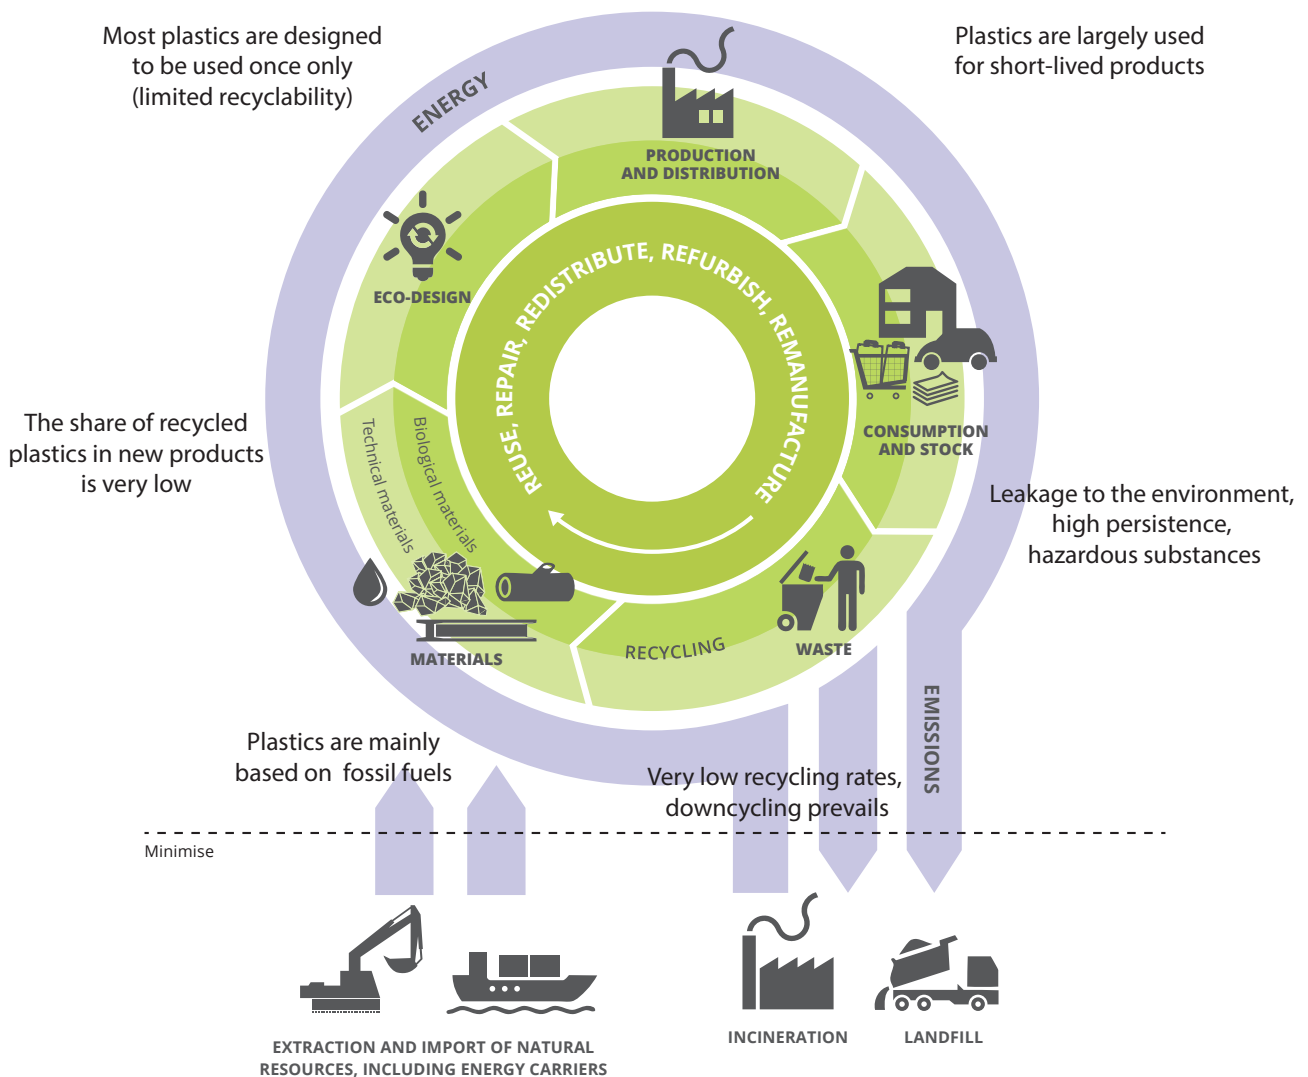 Most plastics are designed
to be used once only
(limited recyclability)
Plastics are largely used
for short-lived products
ENERGY
PRODUCTION
AND DISTRIBUTION
ECO-DESIGN
REUSE, REPAIR, REDISTRIBUTE, REFURBISH, REMANUFACTURE
CONSUMPTION
AND STOCK
The share of recycled
plastics in new products
is very low
Technical materials
Biological materials
Leakage to the environment,
high persistence,
hazardous substances
MATERIALS
RECYCLING
WASTE
EMISSIONS
Plastics are mainly
based on  fossil fuels
Very low recycling rates,
downcycling prevails
Minimise
EXTRACTION AND IMPORT OF NATURAL
RESOURCES, INCLUDING ENERGY CARRIERS
INCINERATION
LANDFILL